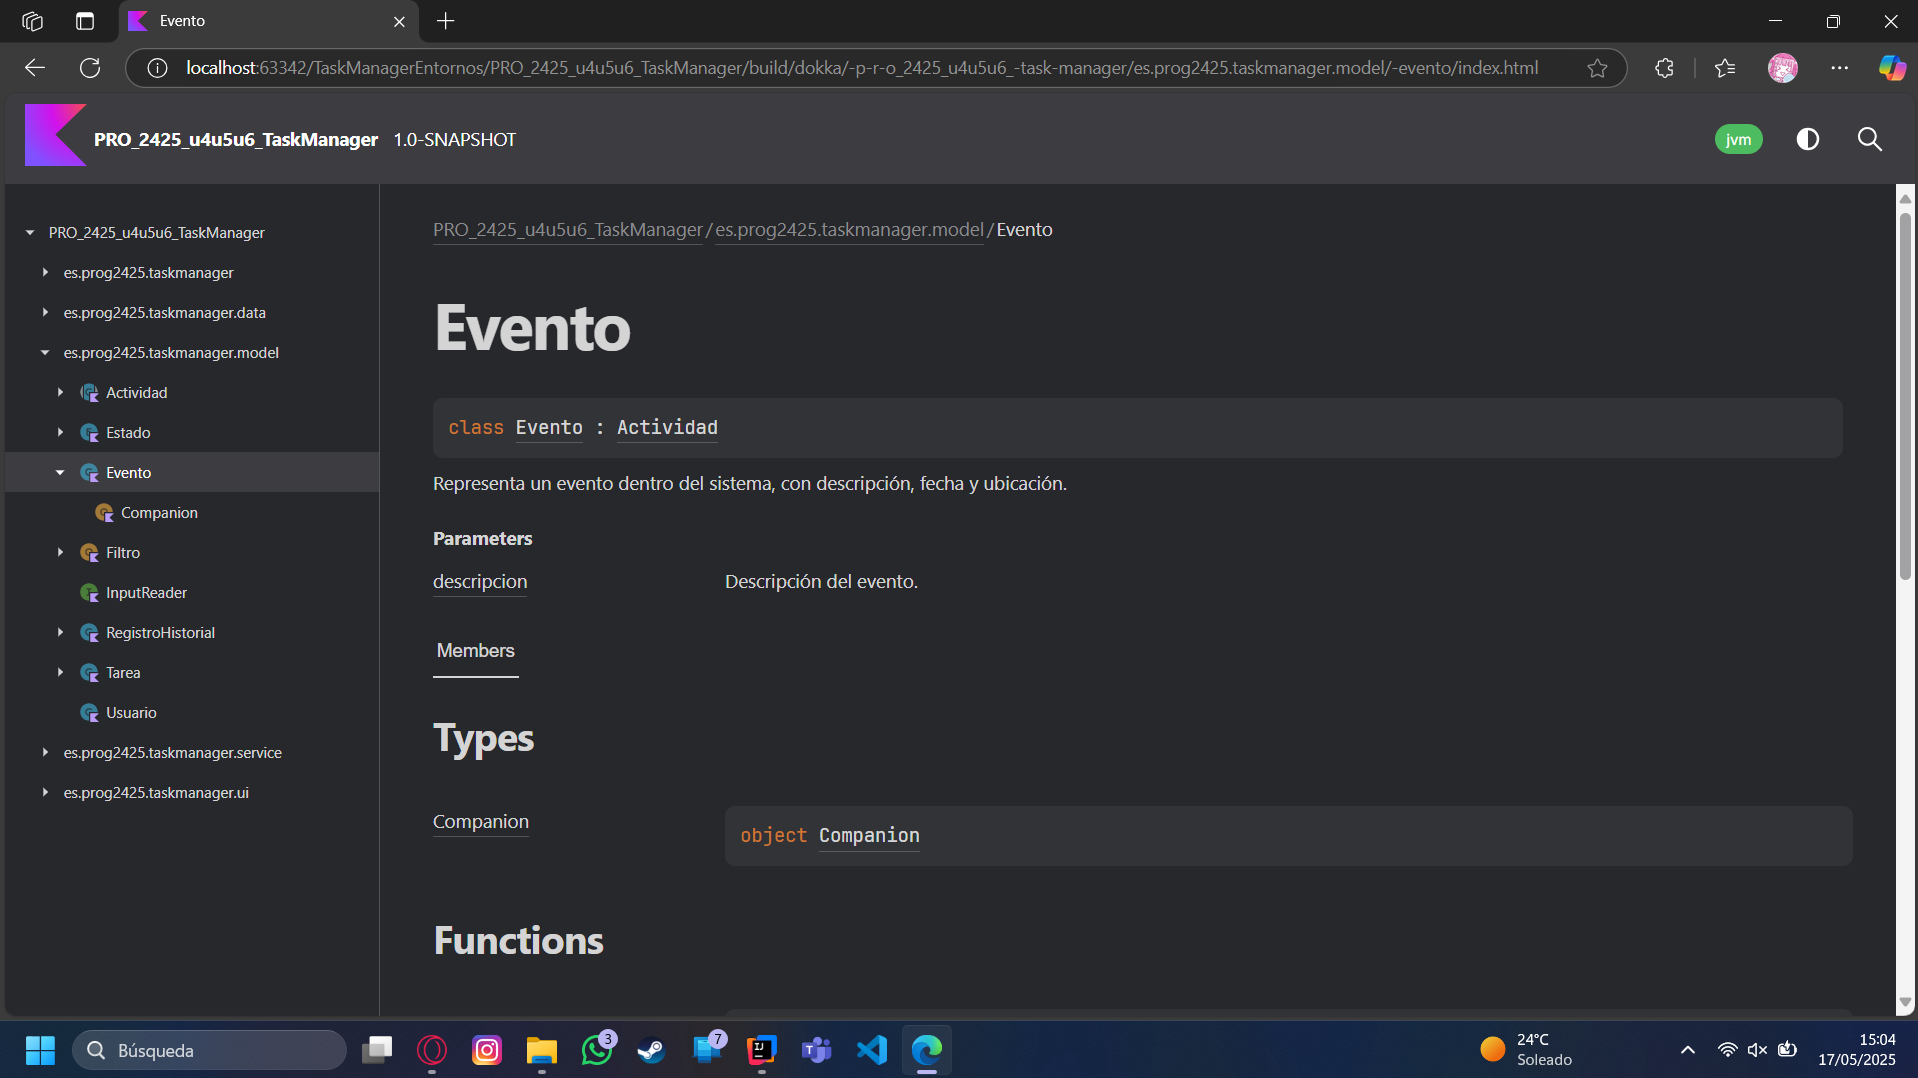 Evento
localhost:63342/TaskManagerEntornos/PRO_2425_u4u5u6_TaskManager/build/dokka/-p-r-o_2425_u4u5u6_-task-manager/es.prog2425.taskmanager.model/-evento/index.html
PRO_2425_u4u5u6_TaskManager 1.0-SNAPSHOT
jvm
PRO_2425_u4u5u6_TaskManager
es.prog2425.taskmanager
es.prog2425.taskmanager.data
es.prog2425.taskmanager.model
Actividad
Estado
Evento
Companion
Filtro
InputReader
RegistroHistorial
Tarea
Usuario
es.prog2425.taskmanager.service
es.prog2425.taskmanager.ui
PRO_2425_u4u5u6_TaskManager/es.prog2425.taskmanager.model/Evento
Evento
class Evento : Actividad
Representa un evento dentro del sistema, con descripción, fecha y ubicación.
Parameters
descripcion Descripción del evento.
Members
Types
Companion object Companion
Functions
Búsqueda
3
7
24°C
Soleado
15:04
17/05/2025